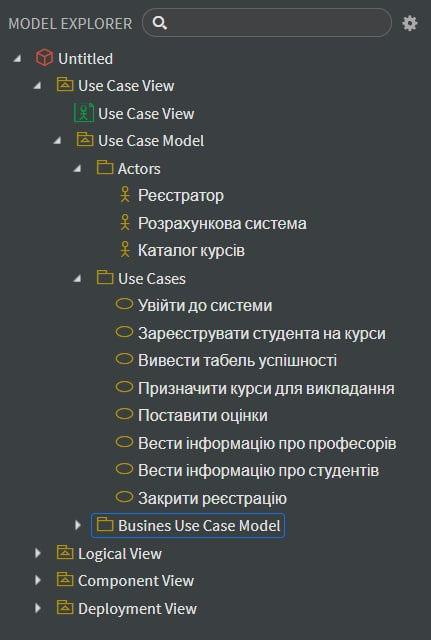 MODEL EXPLORER
Untitled
Use Case View
Use Case View
Use Case Model
Actors
Реєстратор
Розрахункова система
Каталог курсів
Use Cases
Увійти до системи
Зареєструвати студента на курси
Вивести табель успішності
Призначити курси для викладання
Поставити оцінки
Вести інформацію про професорів
Вести інформацію про студентів
Закрити реєстрацію
Busines Use Case Model
Logical View
Component View
Deployment View